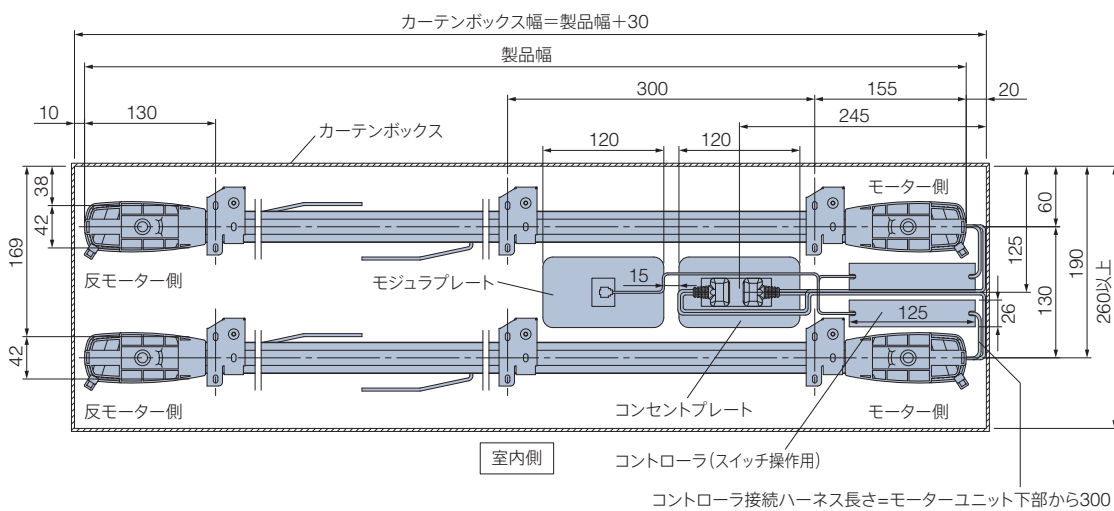 カーテンボックス幅=製品幅+30
製品幅
300
155
20
10
130
245
カーテンボックス
120
120
38
モーター側
60
42
169
反モーター側
モジュラプレート
15
125
190
130
260以上
125
26
42
反モーター側
コンセントプレート
モーター側
室内側
コントローラ(スイッチ操作用)
コントローラ接続ハーネス長さ=モーターユニット下部から300